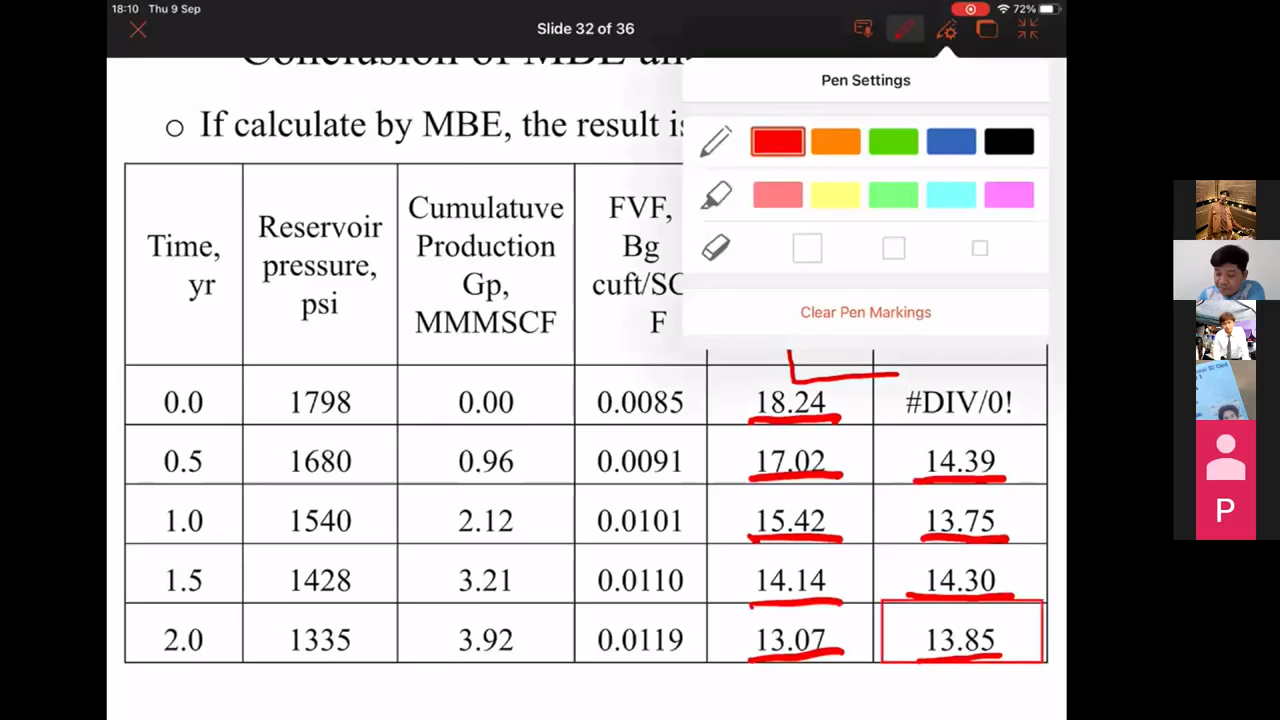 18:10 Thu 9 Sep
72%
Slide 32 of 36
Conclusion of MBE
Pen Settings
If calculate by MBE, the result is
Time, yr
Reservoir pressure, psi
Cumulatuve Production Gp, MMMSCF
FVF, Bg cuft/SC F
Clear Pen Markings
0.0 1798 0.00 0.0085 18.24 #DIV/0!
0.5 1680 0.96 0.0091 17.02 14.39
1.0 1540 2.12 0.0101 15.42 13.75
1.5 1428 3.21 0.0110 14.14 14.30
2.0 1335 3.92 0.0119 13.07 13.85
P